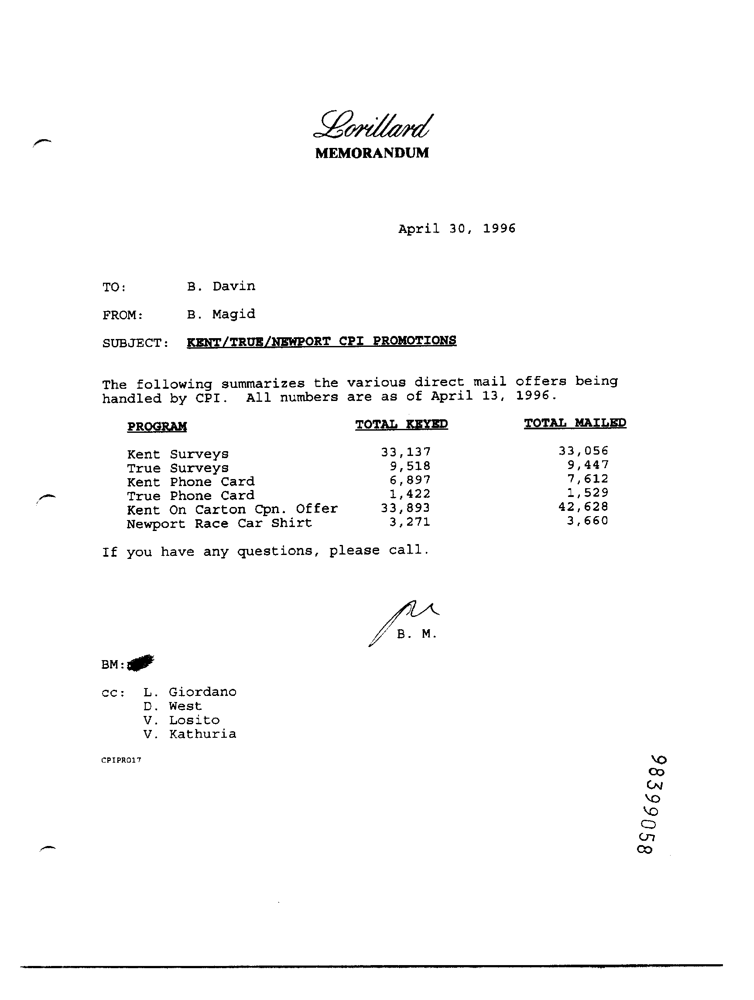 Lorillard
MEMORANDUM
April 30, 1996
TO: B. Davin
FROM: B. Magid
SUBJECT: KENT/TRUE/NEWPORT CPI PROMOTIONS
The following summarizes the various direct mail offers being
handled by CPI. All numbers are as of April 13, 1996.
PROGRAM TOTAL KEYED TOTAL MAILED
Kent Surveys 33,137 33,056
True Surveys 9,518 9,447
Kent Phone Card 6,897 7,612
True Phone Card 1,422 1,529
Kent On Carton Cpn. Offer 33,893 42,628
Newport Race Car Shirt 3,271 3,660
If you have any questions, please call.
B. M.
BM:
cc: L. Giordano
D. West
V. Losito
V. Kathuria
CPIPRO17
98399058